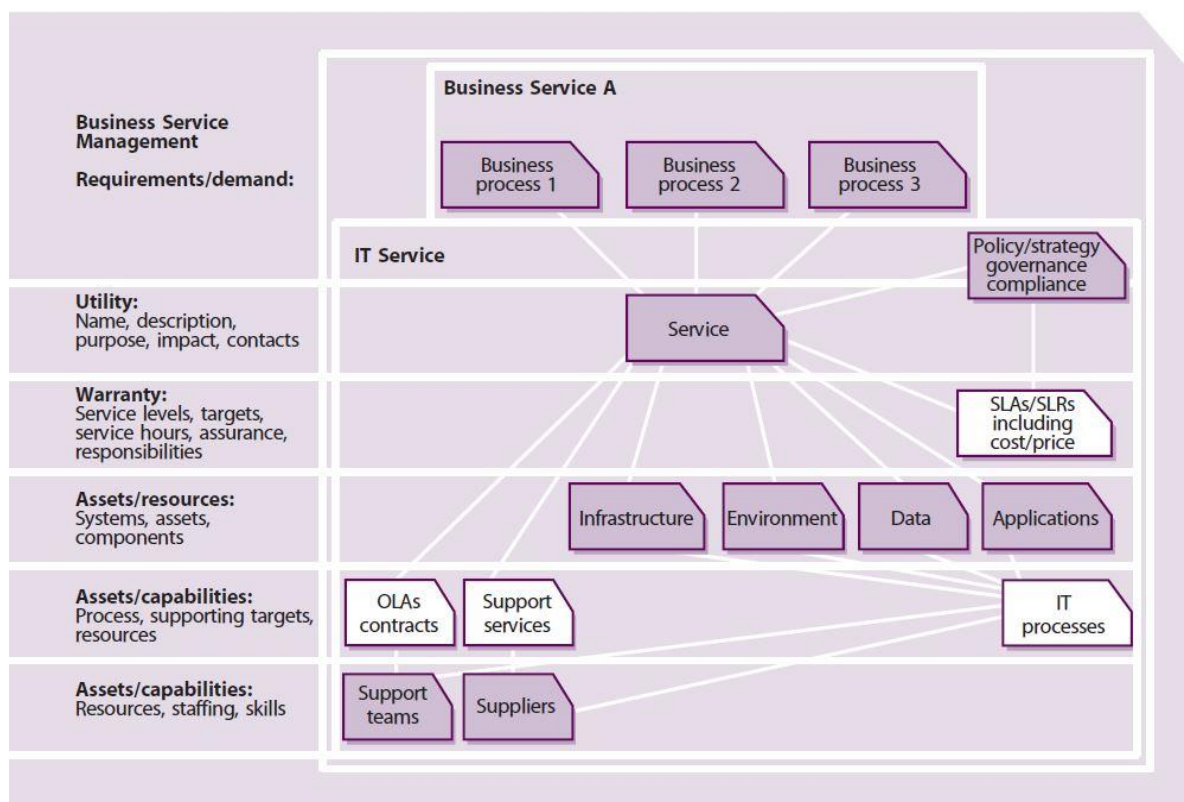 Business Service A
Business Service
Management
Requirements/demand:
Business
process 1
Business
process 2
Business
process 3
IT Service
Policy/strategy
governance
compliance
Utility:
Name, description,
purpose, impact, contacts
Service
Warranty:
Service levels, targets,
service hours, assurance,
responsibilities
SLAs/SLRs
including
cost/price
Assets/resources:
Systems, assets,
components
Infrastructure
Environment
Data
Applications
Assets/capabilities:
Process, supporting targets,
resources
OLAs
contracts
Support
services
IT
processes
Assets/capabilities:
Resources, staffing, skills
Support
teams
Suppliers